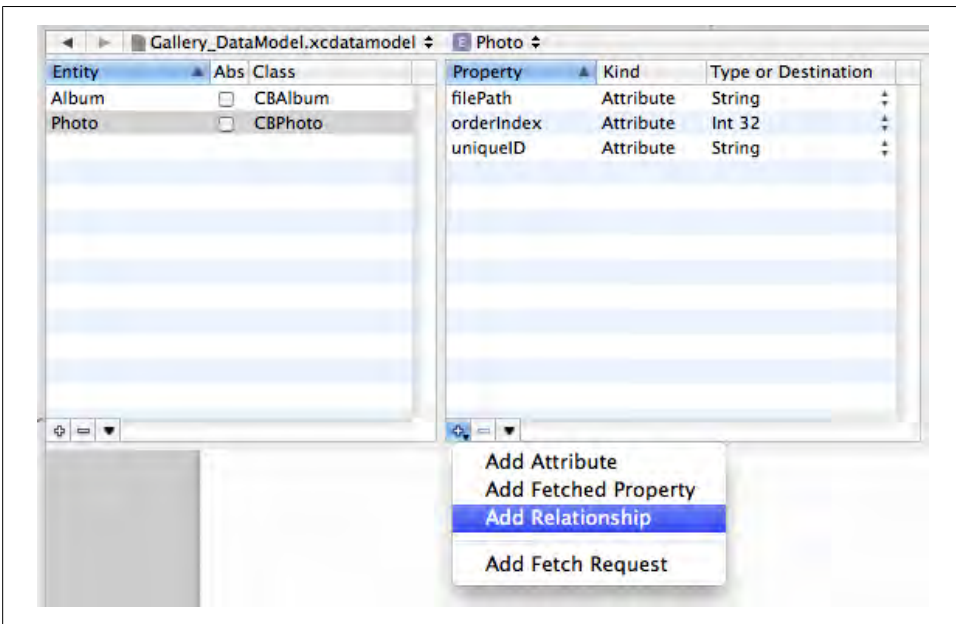 Gallery_DataModel.xcdatamodel Photo
Entity Abs Class
Album CBAlbum
Photo CBPhoto
Property Kind Type or Destination
filePath Attribute String
orderIndex Attribute Int 32
uniqueID Attribute String
Add Attribute
Add Fetched Property
Add Relationship
Add Fetch Request